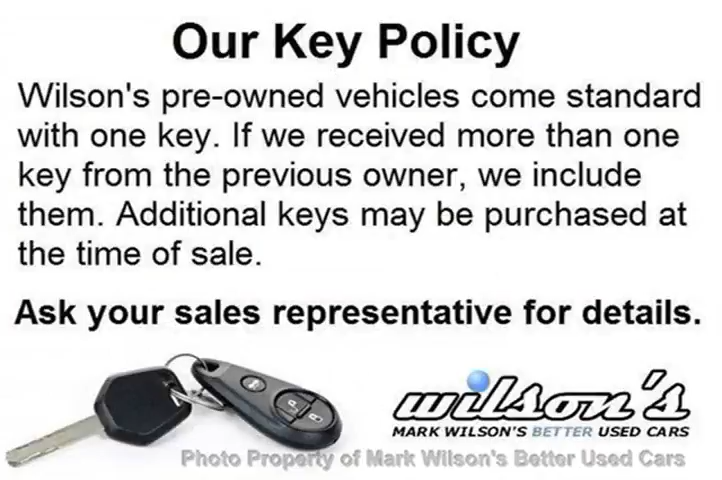 Our Key Policy
Wilson's pre-owned vehicles come standard
with one key. If we received more than one
key from the previous owner, we include
them. Additional keys may be purchased at
the time of sale.
Ask your sales representative for details.
wilson's
MARK WILSON'S BETTER USED CARS
Photo Property of Mark Wilson's Better Used Cars